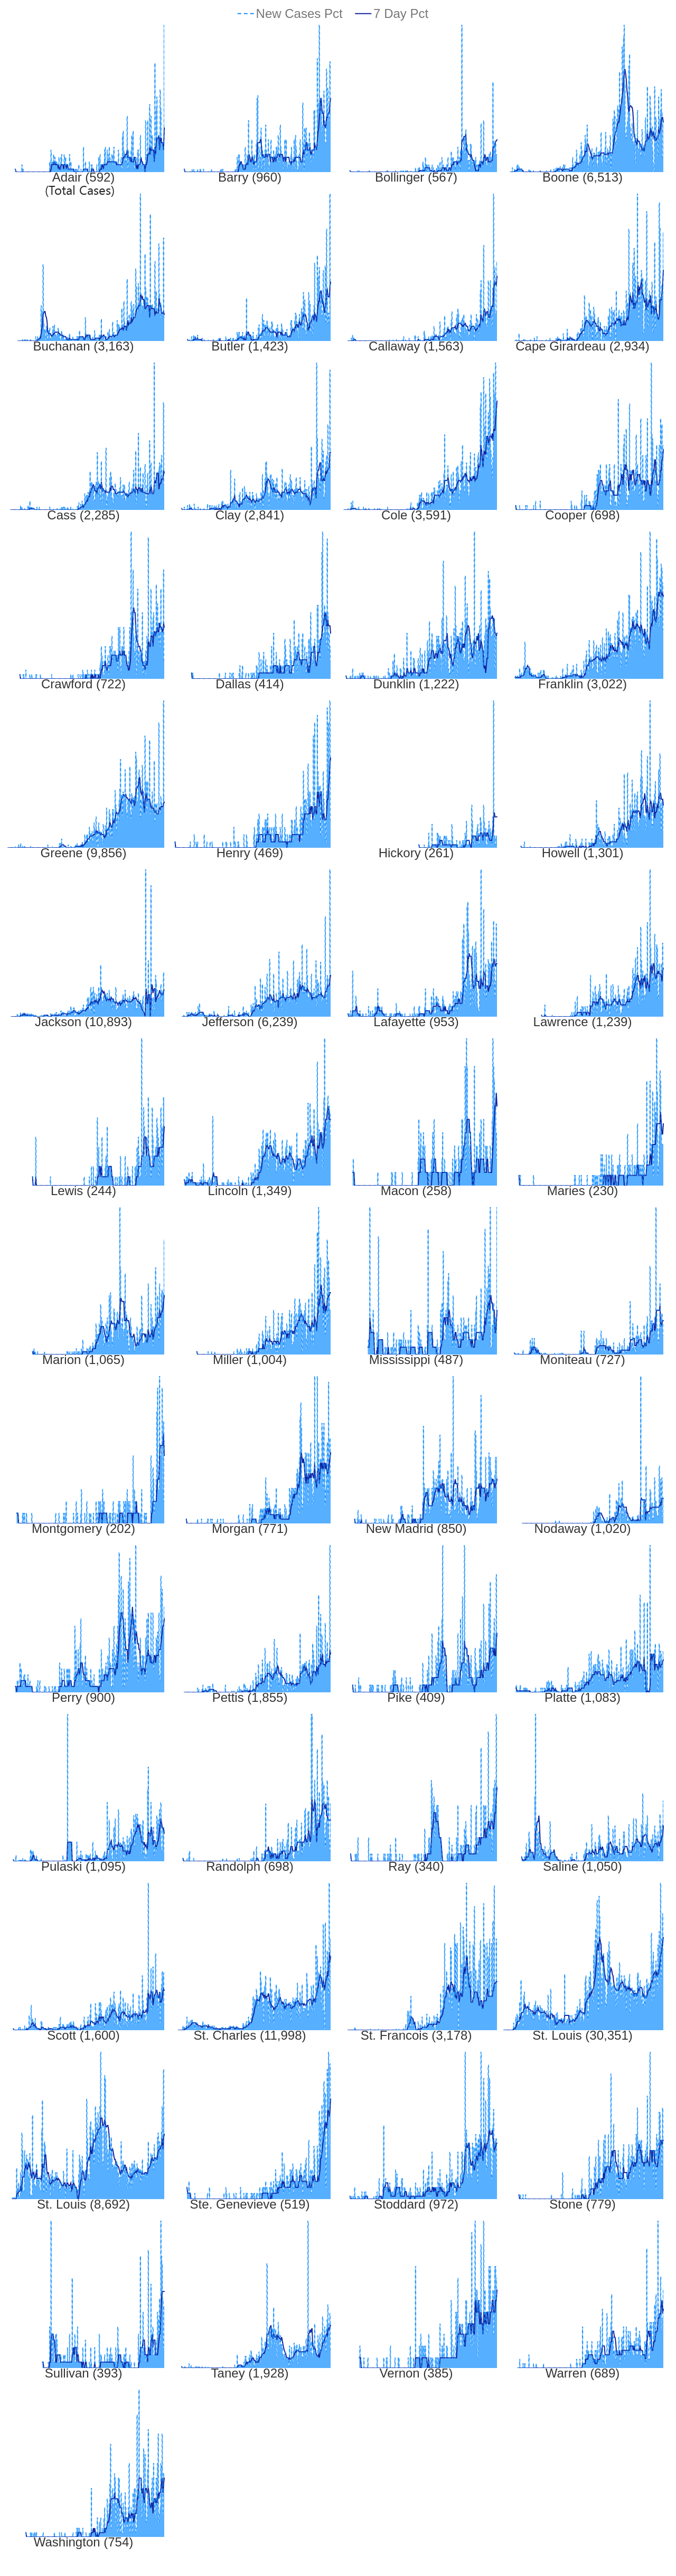 New Cases Pct 7 Day Pct
Adair (592) Barry (960) Bollinger (567) Boone (6,513)
(Total Cases)
Buchanan (3,163) Butler (1,423) Callaway (1,563) Cape Girardeau (2,934)
Cass (2,285) Clay (2,841) Cole (3,591) Cooper (698)
Crawford (722) Dallas (414) Dunklin (1,222) Franklin (3,022)
Greene (9,856) Henry (469) Hickory (261) Howell (1,301)
Jackson (10,893) Jefferson (6,239) Lafayette (953) Lawrence (1,239)
Lewis (244) Lincoln (1,349) Macon (258) Maries (230)
Marion (1,065) Miller (1,004) Mississippi (487) Moniteau (727)
Montgomery (202) Morgan (771) New Madrid (850) Nodaway (1,020)
Perry (900) Pettis (1,855) Pike (409) Platte (1,083)
Pulaski (1,095) Randolph (698) Ray (340) Saline (1,050)
Scott (1,600) St. Charles (11,998) St. Francois (3,178) St. Louis (30,351)
St. Louis (8,692) Ste. Genevieve (519) Stoddard (972) Stone (779)
Sullivan (393) Taney (1,928) Vernon (385) Warren (689)
Washington (754)